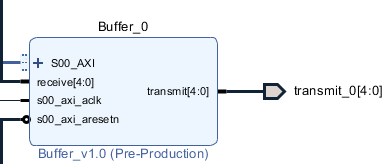 Buffer_0
S00_AXI
receive[4:0]
s00_axi_aclk
s00_axi_aresetn
transmit[4:0]
transmit_0[4:0]
Buffer_v1.0 (Pre-Production)